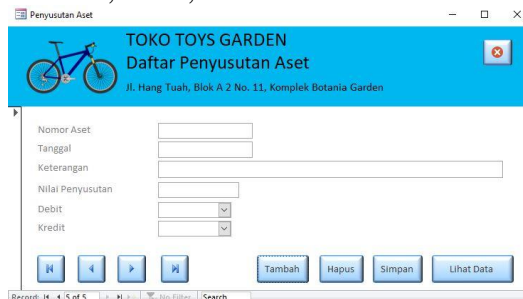 Penyusutan Aset
TOKO TOYS GARDEN
Daftar Penyusutan Aset
Jl. Hang Tuah, Blok A 2 No. 11, Komplek Botania Garden
Nomor Aset
Tanggal
Keterangan
Nilai Penyusutan
Debit
Kredit
Tambah Hapus Simpan Lihat Data
Record: 5 of 5 No Filter Search